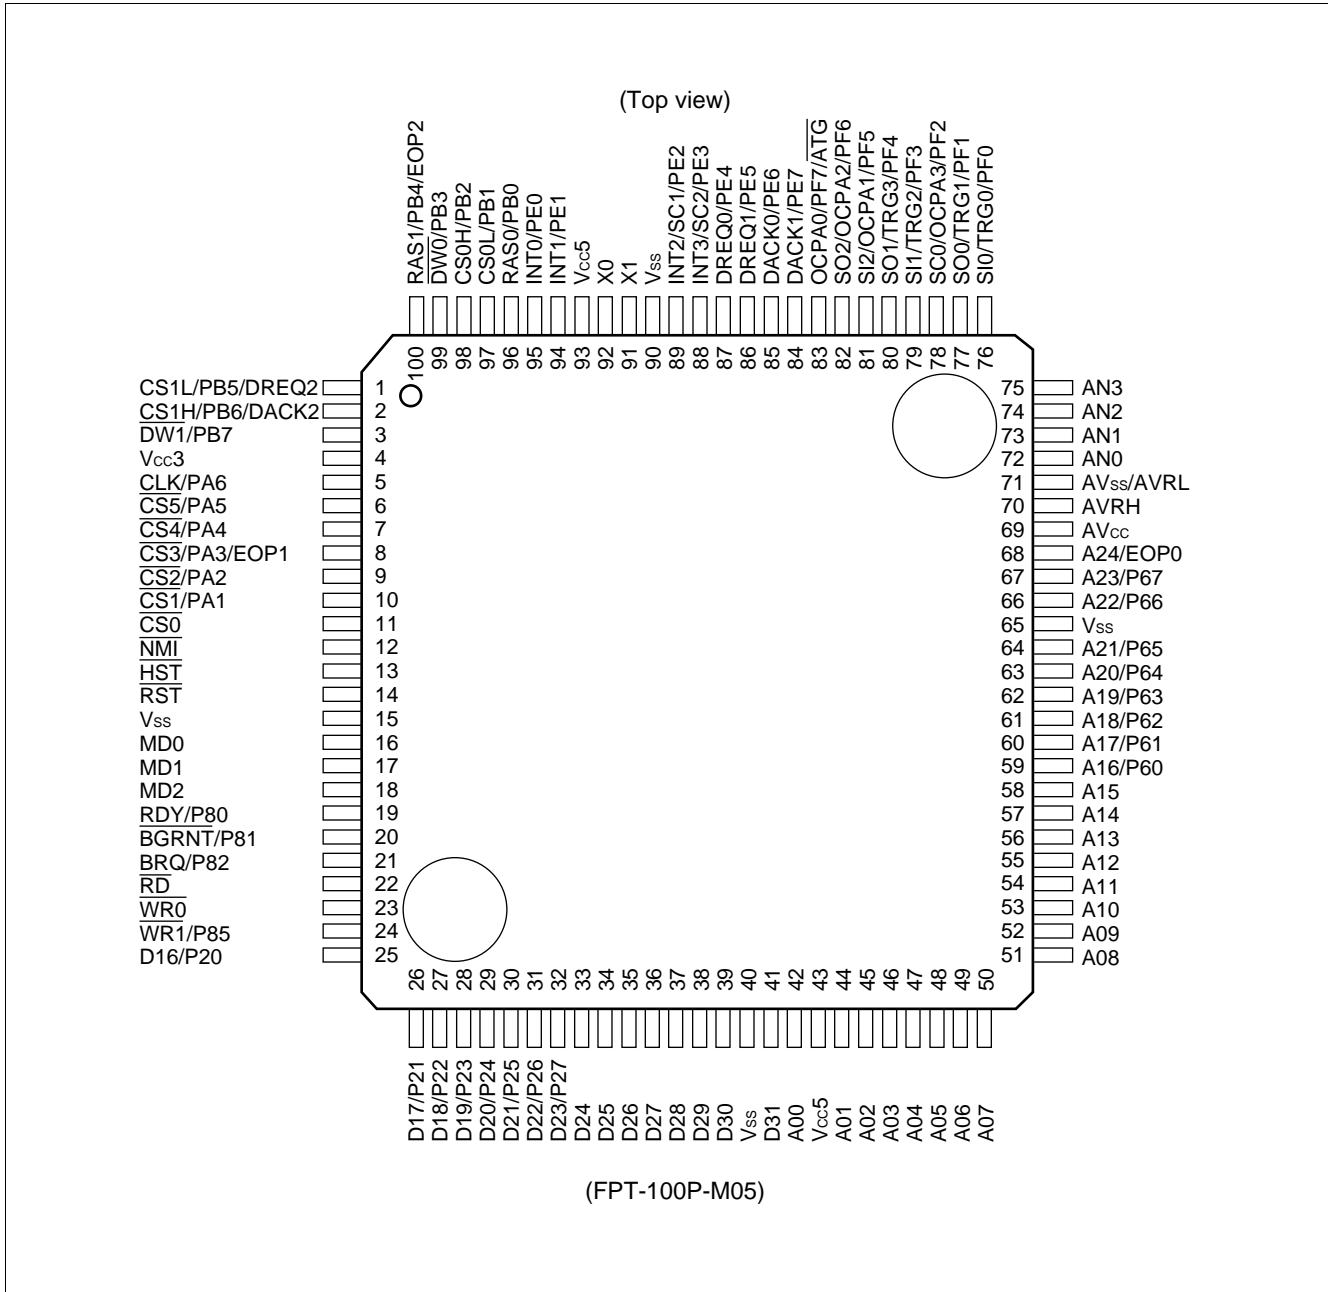 (Top view)
RAS1/PB4/EOP2
DW0/PB3
CS0H/PB2
CS0L/PB1
RAS0/PB0
INT0/PE0
INT1/PE1
Vcc5
X0
X1
Vss
INT2/SC1/PE2
INT3/SC2/PE3
DREQ0/PE4
DREQ1/PE5
DACK0/PE6
DACK1/PE7
OCPA0/PF7/ATG
SO2/OCPA2/PF6
SI2/OCPA1/PF5
SO1/TRG3/PF4
SI1/TRG2/PF3
SC0/OCPA3/PF2
SO0/TRG1/PF1
SI0/TRG0/PF0
100 99 98 97 96 95 94 93 92 91 90 89 88 87 86 85 84 83 82 81 80 79 78 77 76
CS1L/PB5/DREQ2 1
CS1H/PB6/DACK2 2
DW1/PB7 3
Vcc3 4
CLK/PA6 5
CS5/PA5 6
CS4/PA4 7
CS3/PA3/EOP1 8
CS2/PA2 9
CS1/PA1 10
CS0 11
NMI 12
HST 13
RST 14
Vss 15
MD0 16
MD1 17
MD2 18
RDY/P80 19
BGRNT/P81 20
BRQ/P82 21
RD 22
WR0 23
WR1/P85 24
D16/P20 25
75 AN3
74 AN2
73 AN1
72 AN0
71 AVss/AVRL
70 AVRH
69 AVcc
68 A24/EOP0
67 A23/P67
66 A22/P66
65 Vss
64 A21/P65
63 A20/P64
62 A19/P63
61 A18/P62
60 A17/P61
59 A16/P60
58 A15
57 A14
56 A13
55 A12
54 A11
53 A10
52 A09
51 A08
26 27 28 29 30 31 32 33 34 35 36 37 38 39 40 41 42 43 44 45 46 47 48 49 50
D17/P21
D18/P22
D19/P23
D20/P24
D21/P25
D22/P26
D23/P27
D24
D25
D26
D27
D28
D29
D30
Vss
D31
A00
Vcc5
A01
A02
A03
A04
A05
A06
A07
(FPT-100P-M05)